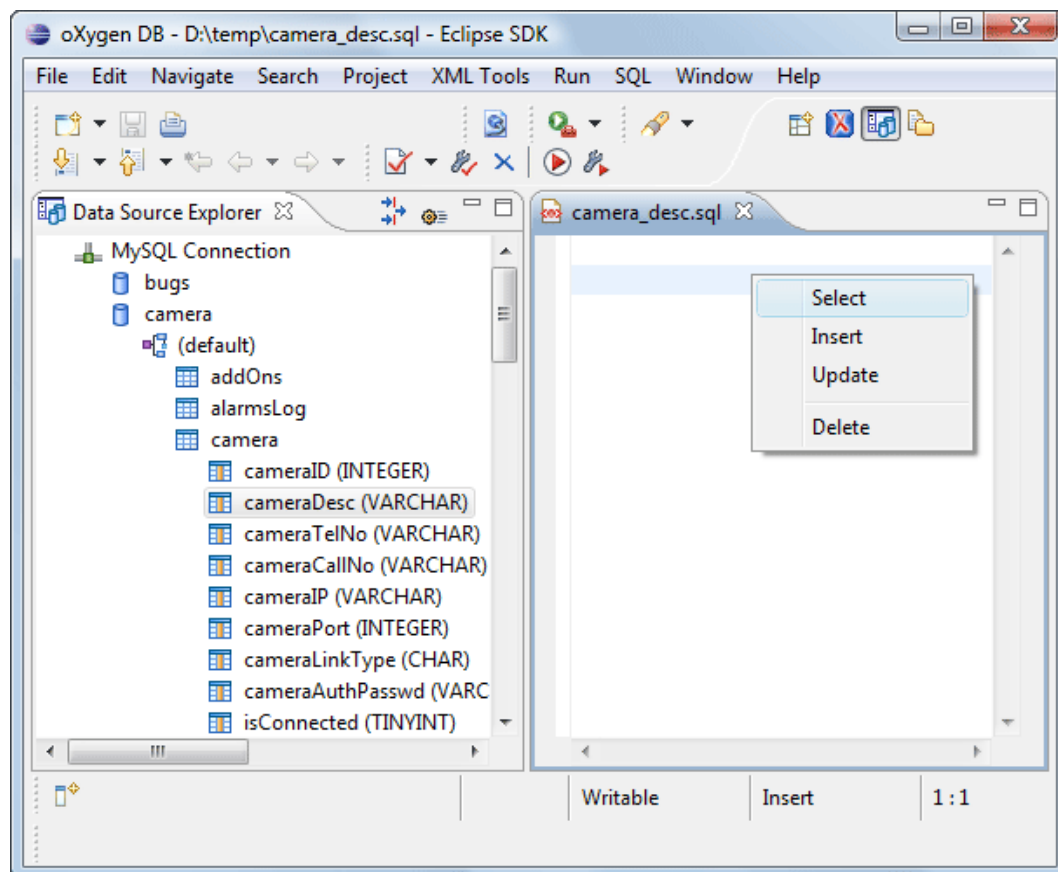 oXygen DB - D:\temp\camera_desc.sql - Eclipse SDK
File Edit Navigate Search Project XML Tools Run SQL Window Help
Data Source Explorer
MySQL Connection
bugs
camera
(default)
addOns
alarmsLog
camera
cameraID (INTEGER)
cameraDesc (VARCHAR)
cameraTelNo (VARCHAR)
cameraCallNo (VARCHAR)
cameraIP (VARCHAR)
cameraPort (INTEGER)
cameraLinkType (CHAR)
cameraAuthPasswd (VARC
isConnected (TINYINT)
camera_desc.sql
Select
Insert
Update
Delete
Writable Insert 1 : 1